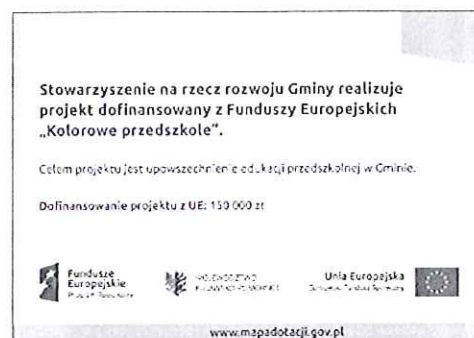 Stowarzyszenie na rzecz rozwoju Gminy realizuje
projekt dofinansowany z Funduszy Europejskich
„Kolorowe przedszkole”.
Celem projektu jest upowszechnienie edukacji przedszkolnej w Gminie.
Dofinansowanie projektu z UE: 150 000 zł
Fundusze
Europejskie
WOJEWÓDZTWO
Unia Europejska
www.mapadotacji.gov.pl